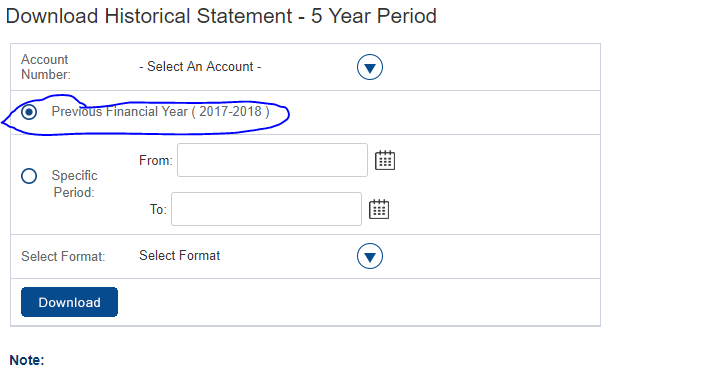 Download Historical Statement - 5 Year Period
Account
Number:
- Select An Account -
Previous Financial Year ( 2017-2018 )
Specific
Period:
From:
To:
Select Format:
Select Format
Download
Note: